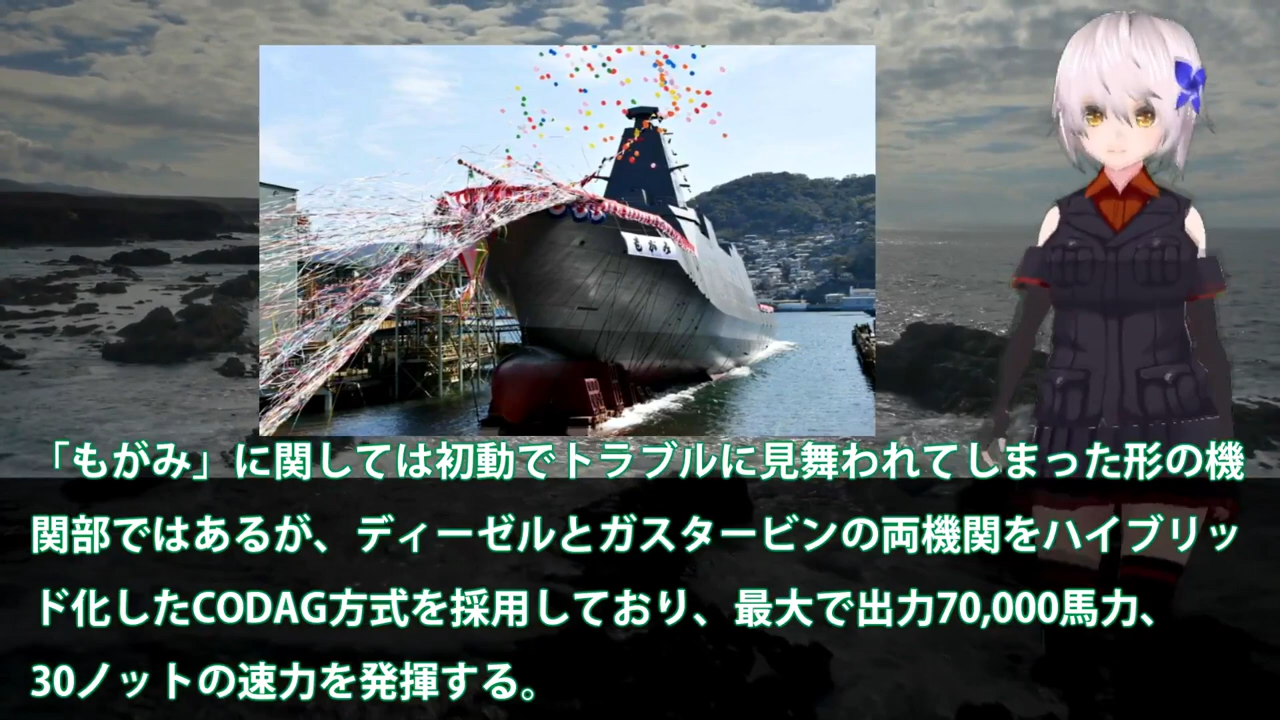 もがみ
「もがみ」に関しては初動でトラブルに見舞われてしまった形の機
関部ではあるが、ディーゼルとガスタービンの両機関をハイブリッ
ド化したCODAG方式を採用しており、最大で出力70,000馬力、
30ノットの速力を発揮する。